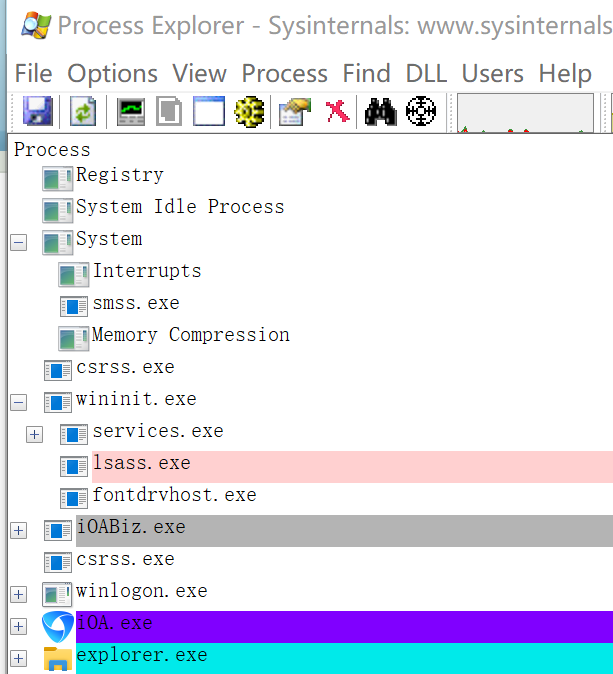 Process Explorer - Sysinternals: www.sysinternals
File Options View Process Find DLL Users Help
Process
Registry
System Idle Process
System
Interrupts
smss.exe
Memory Compression
csrss.exe
wininit.exe
services.exe
lsass.exe
fontdrvhost.exe
iOABiz.exe
csrss.exe
winlogon.exe
iOA.exe
explorer.exe